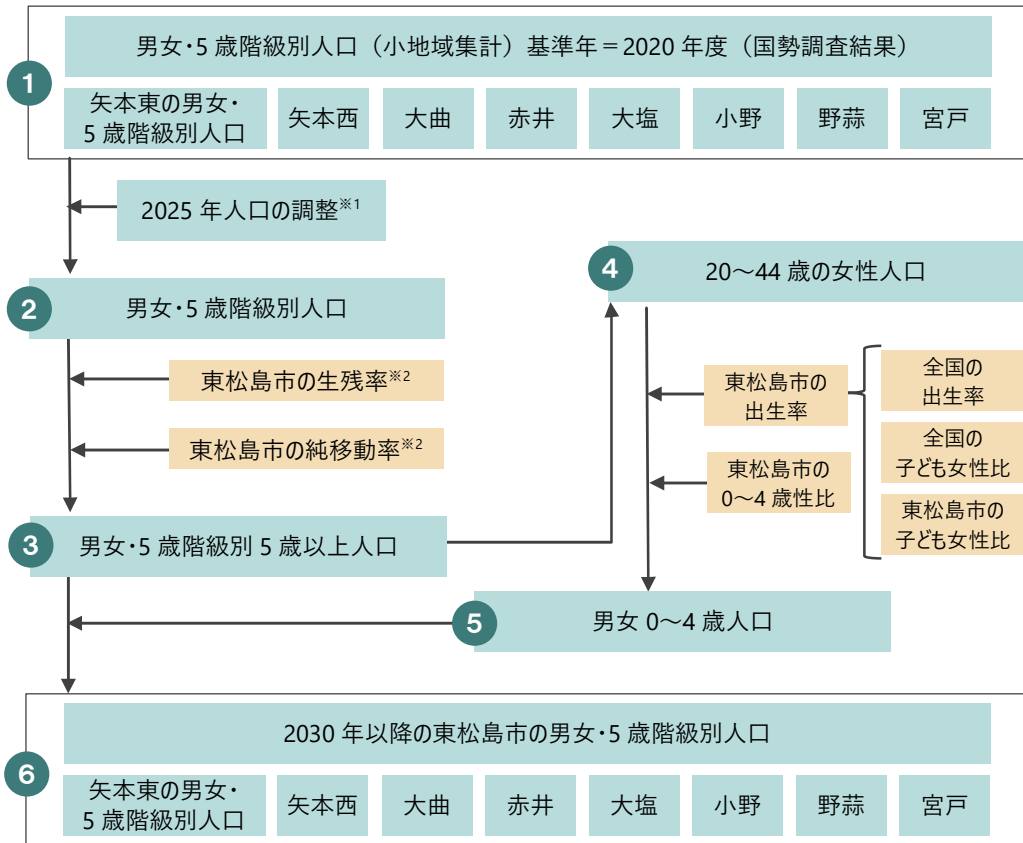 1
男女・5 歳階級別人口（小地域集計）基準年＝2020 年度（国勢調査結果）
矢本東の男女・
5 歳階級別人口
矢本西
大曲
赤井
大塩
小野
野蒜
宮戸
2025 年人口の調整※1
2
男女・5 歳階級別人口
東松島市の生残率※2
東松島市の純移動率※2
3
男女・5 歳階級別 5 歳以上人口
4
20～44 歳の女性人口
東松島市の
出生率
全国の
出生率
全国の
子ども女性比
東松島市の
子ども女性比
東松島市の
0～4 歳性比
5
男女 0～4 歳人口
6
2030 年以降の東松島市の男女・5 歳階級別人口
矢本東の男女・
5 歳階級別人口
矢本西
大曲
赤井
大塩
小野
野蒜
宮戸